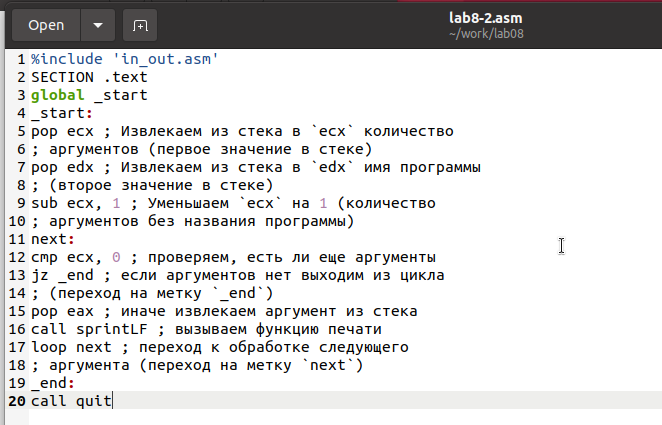 Open
lab8-2.asm
~/work/lab08
1 %include 'in_out.asm'
2 SECTION .text
3 global _start
4 _start:
5 pop ecx ; Извлекаем из стека в `ecx` количество
6 ; аргументов (первое значение в стеке)
7 pop edx ; Извлекаем из стека в `edx` имя программы
8 ; (второе значение в стеке)
9 sub ecx, 1 ; Уменьшаем `ecx` на 1 (количество
10 ; аргументов без названия программы)
11 next:
12 cmp ecx, 0 ; проверяем, есть ли еще аргументы
13 jz _end ; если аргументов нет выходим из цикла
14 ; (переход на метку `_end`)
15 pop eax ; иначе извлекаем аргумент из стека
16 call sprintLF ; вызываем функцию печати
17 loop next ; переход к обработке следующего
18 ; аргумента (переход на метку `next`)
19 _end:
20 call quit